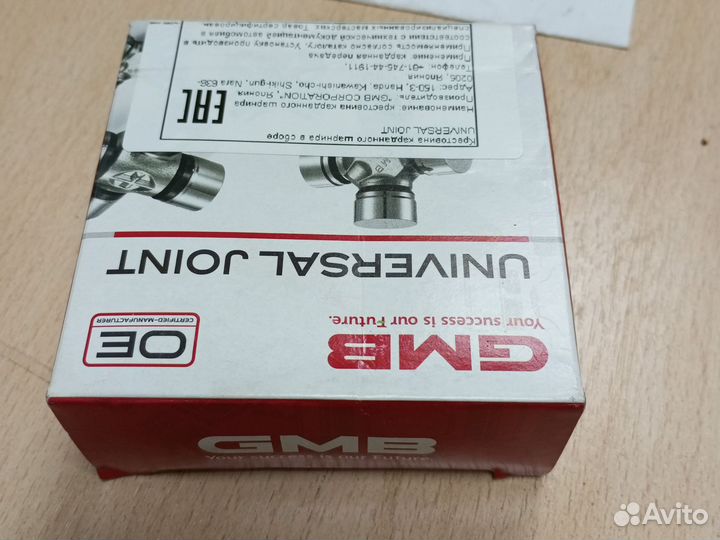 GMB
Your success is our Future.
OE
CERTIFIED-MANUFACTURER
UNIVERSAL JOINT
Крестовина карданного шарнира в сборе
UNIVERSAL JOINT
Наименование: крестовина карданного шарнира
Производитель: "GMB CORPORATION", Япония
Адрес: 150-3, Handa, Kawanishi-cho, Shiki-gun, Nara 636-
0206, Япония
Телефон: +81-745-44-1911.
Применение: карданная передача
Применяемость согласно каталогу. Установку производить в
соответствии с технической документацией автомобиля в
специализированных мастерских. Товар сертифицирован
EAC
GMB
Your success is our Future.
Avito